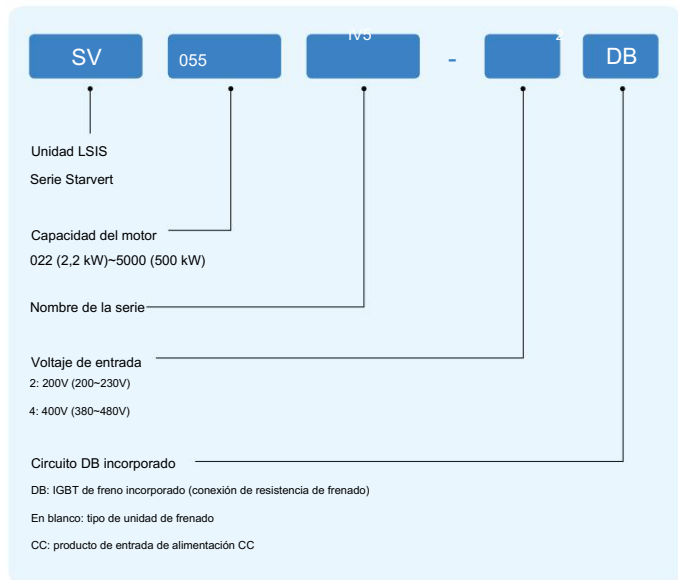 SV 055 iV5 - 2 DB
Unidad LSIS
Serie Starvert
Capacidad del motor
022 (2,2 kW)~5000 (500 kW)
Nombre de la serie
Voltaje de entrada
2: 200V (200~230V)
4: 400V (380~480V)
Circuito DB incorporado
DB: IGBT de freno incorporado (conexión de resistencia de frenado)
En blanco: tipo de unidad de frenado
CC: producto de entrada de alimentación CC